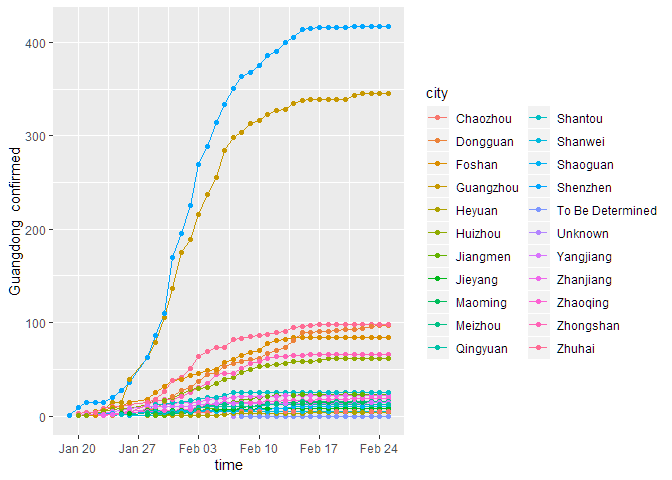 Guangdong confirmed
400
300
200
100
0
Jan 20
Jan 27
Feb 03
Feb 10
Feb 17
Feb 24
time
city
Chaozhou
Dongguan
Foshan
Guangzhou
Heyuan
Huizhou
Jiangmen
Jieyang
Maoming
Meizhou
Qingyuan
Shantou
Shanwei
Shaoguan
Shenzhen
To Be Determined
Unknown
Yangjiang
Zhanjiang
Zhaoqing
Zhongshan
Zhuhai